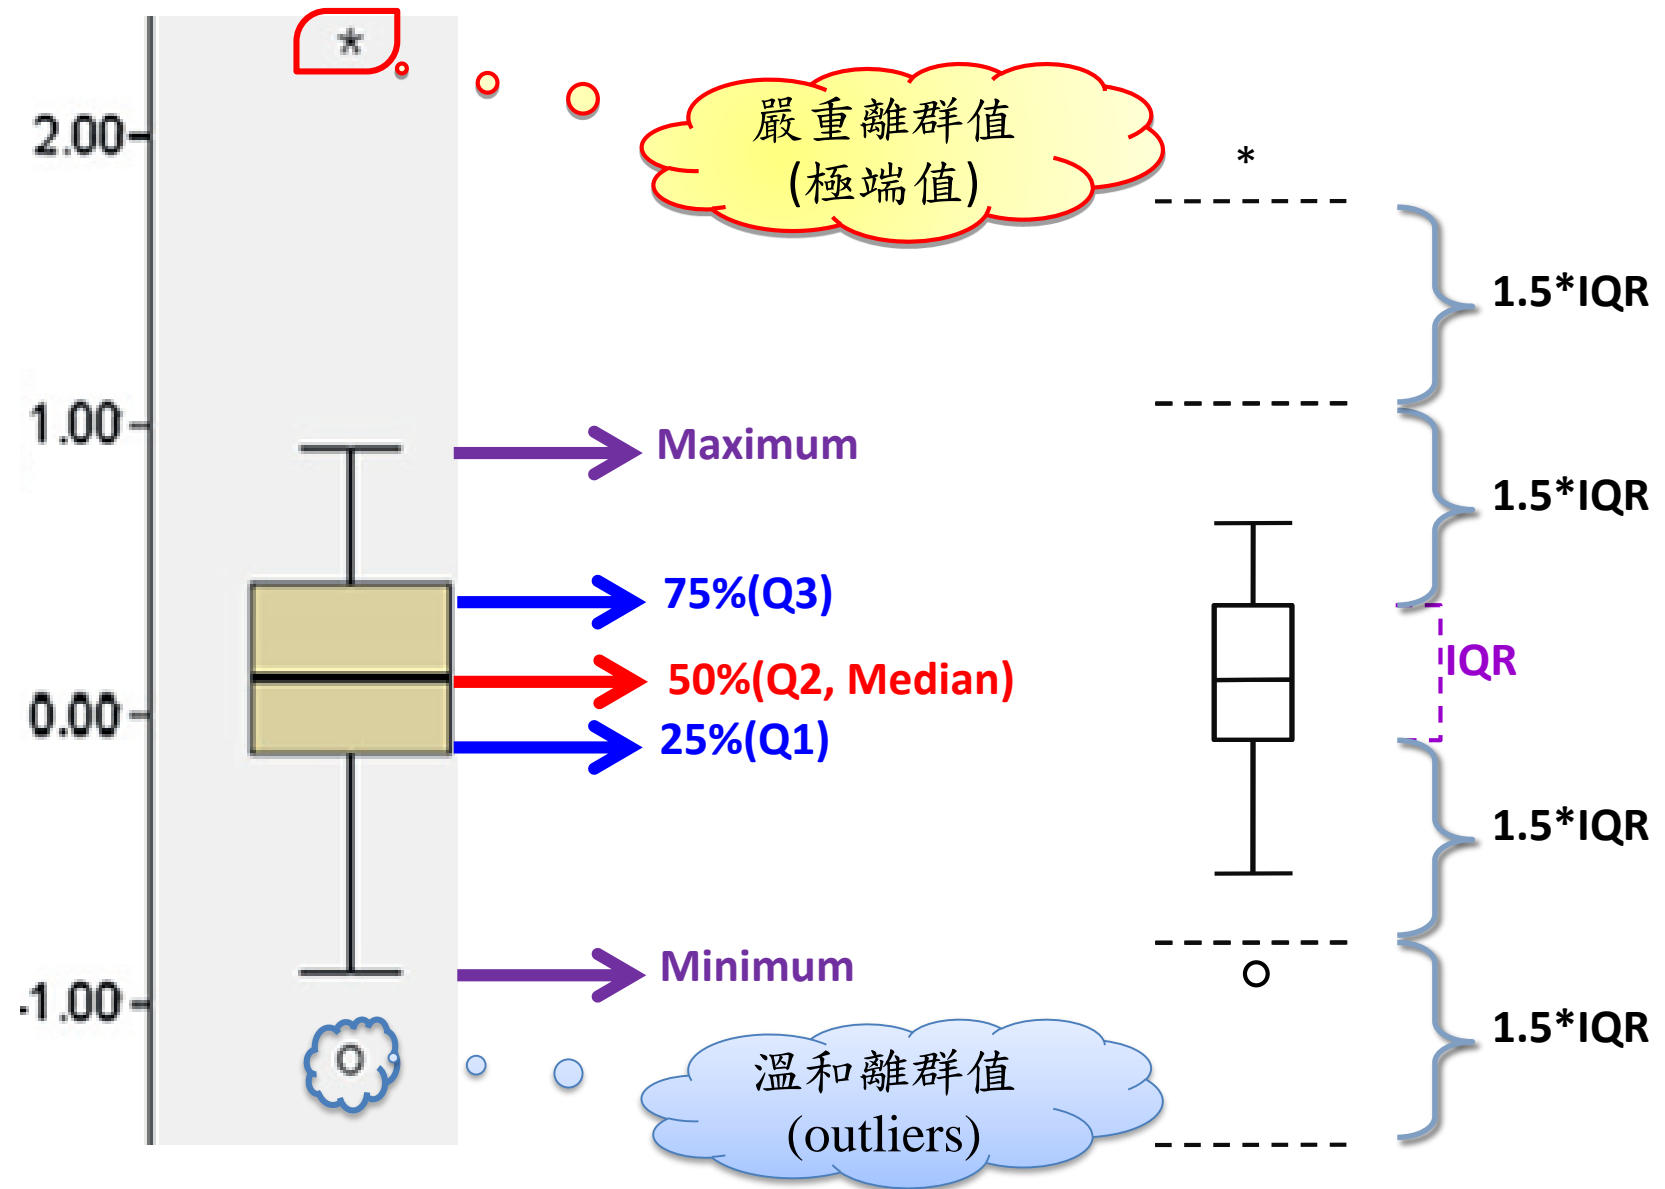 *
嚴重離群值
(極端值)
2.00
*
1.5*IQR
1.00
Maximum
1.5*IQR
75%(Q3)
IQR
50%(Q2, Median)
0.00
25%(Q1)
1.5*IQR
Minimum
-1.00
1.5*IQR
溫和離群值
(outliers)